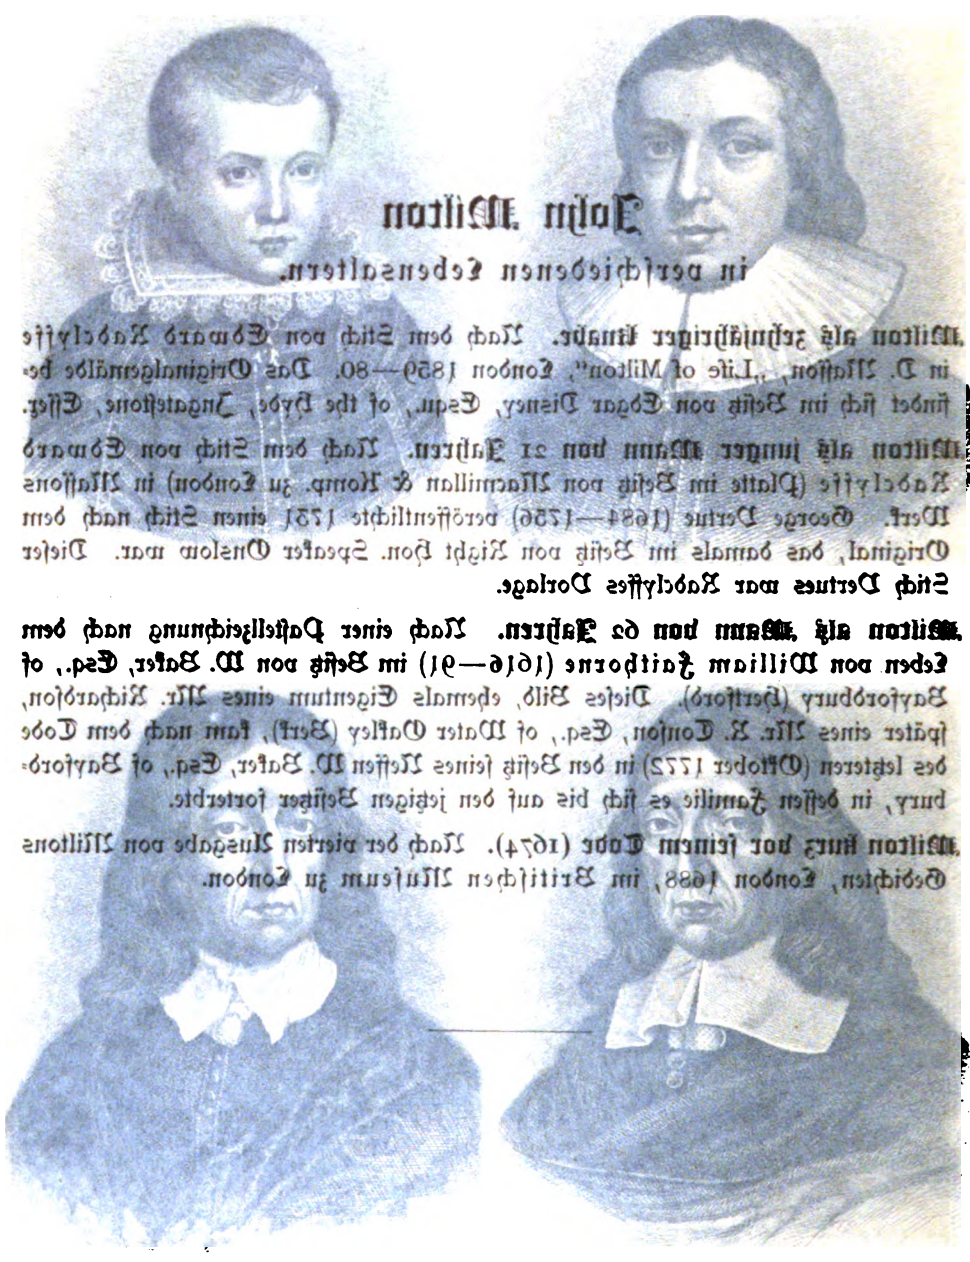 John Milton
in verschiedenen Lebensaltern.
Milton als zehnjähriger Knabe. Nach dem Stich von Edward Radclyffe
in D. Masson, „Life of Milton“, London 1859—80. Das Originalgemälde be-
findet sich im Besitz von Edgar Disney, Esqu., of the Hyde, Ingatestone, Essex.
Milton als junger Mann von 21 Jahren. Nach dem Stich von Edward
Radclyffe (Platte im Besitz von Macmillan & Komp. zu London) in Massons
Werk. George Vertue (1684—1756) veröffentlichte 1731 einen Stich nach dem
Original, das damals im Besitz von Right Hon. Speaker Onslow war. Dieser
Stich Vertues war Radclyffes Vorlage.
Milton als Mann von 62 Jahren. Nach einer Pastellzeichnung nach dem
Leben von William Faithorne (1616—91) im Besitz von W. Baker, Esq., of
Bayfordbury (Hertford). Dieses Bild, ehemals Eigentum eines Mr. Richardson,
später eines Mr. R. Tonson, Esq., of Water Oakley (Berk), kam nach dem Tode
des letzteren (Oktober 1772) in den Besitz seines Neffen W. Baker, Esq., of Bayford-
bury, in dessen Familie es sich bis auf den jetzigen Besitzer forterbte.
Milton kurz vor seinem Tode (1674). Nach der vierten Ausgabe von Miltons
Gedichten, London 1688, im Britischen Museum zu London.